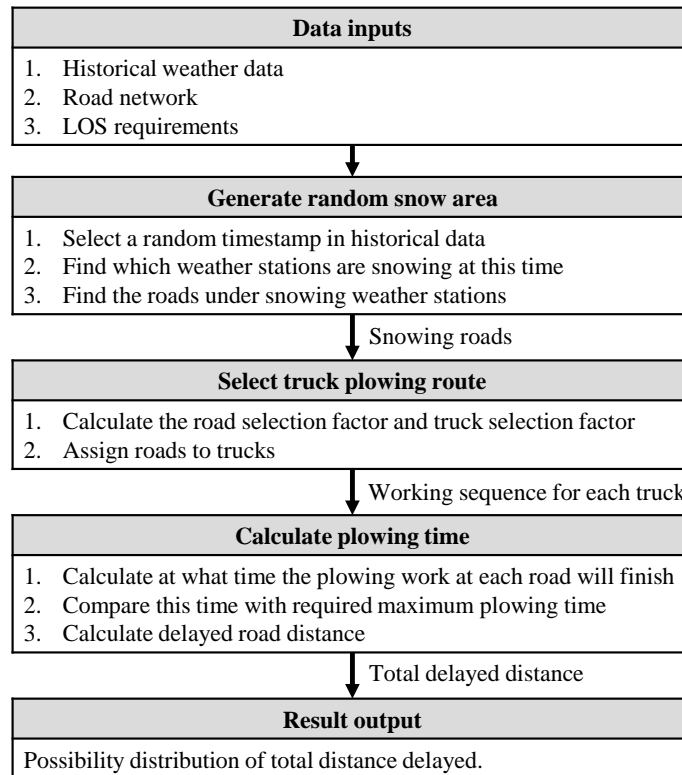 Data inputs
1. Historical weather data
2. Road network
3. LOS requirements
Generate random snow area
1. Select a random timestamp in historical data
2. Find which weather stations are snowing at this time
3. Find the roads under snowing weather stations
Snowing roads
Select truck plowing route
1. Calculate the road selection factor and truck selection factor
2. Assign roads to trucks
Working sequence for each truck
Calculate plowing time
1. Calculate at what time the plowing work at each road will finish
2. Compare this time with required maximum plowing time
3. Calculate delayed road distance
Total delayed distance
Result output
Possibility distribution of total distance delayed.